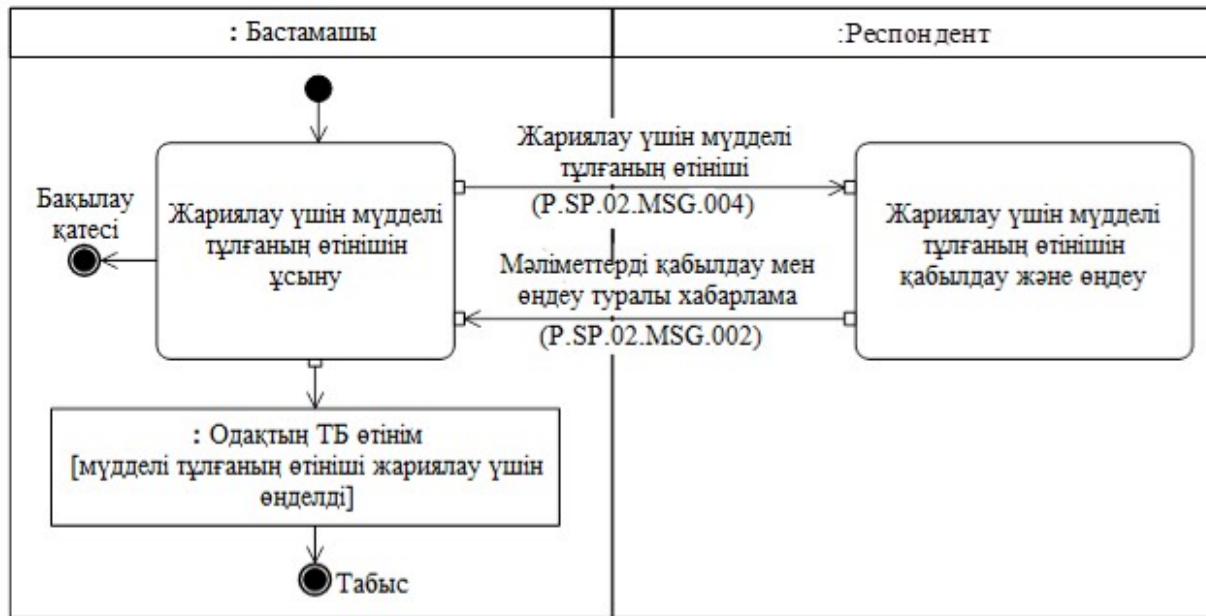 : Бастамашы
:Респондент
Жариялау үшін мүдделі
тұлғаның өтініші
(P.SP.02.MSG.004)
Бақылау
қатесі
Жариялау үшін мүдделі
тұлғаның өтінішін
ұсыну
Жариялау үшін мүдделі
тұлғаның өтінішін
қабылдау және өңдеу
Мәліметтерді қабылдау мен
өңдеу туралы хабарлама
(P.SP.02.MSG.002)
: Одақтың ТБ өтінім
[мүдделі тұлғаның өтініші жариялау үшін
өңделді]
Табыс